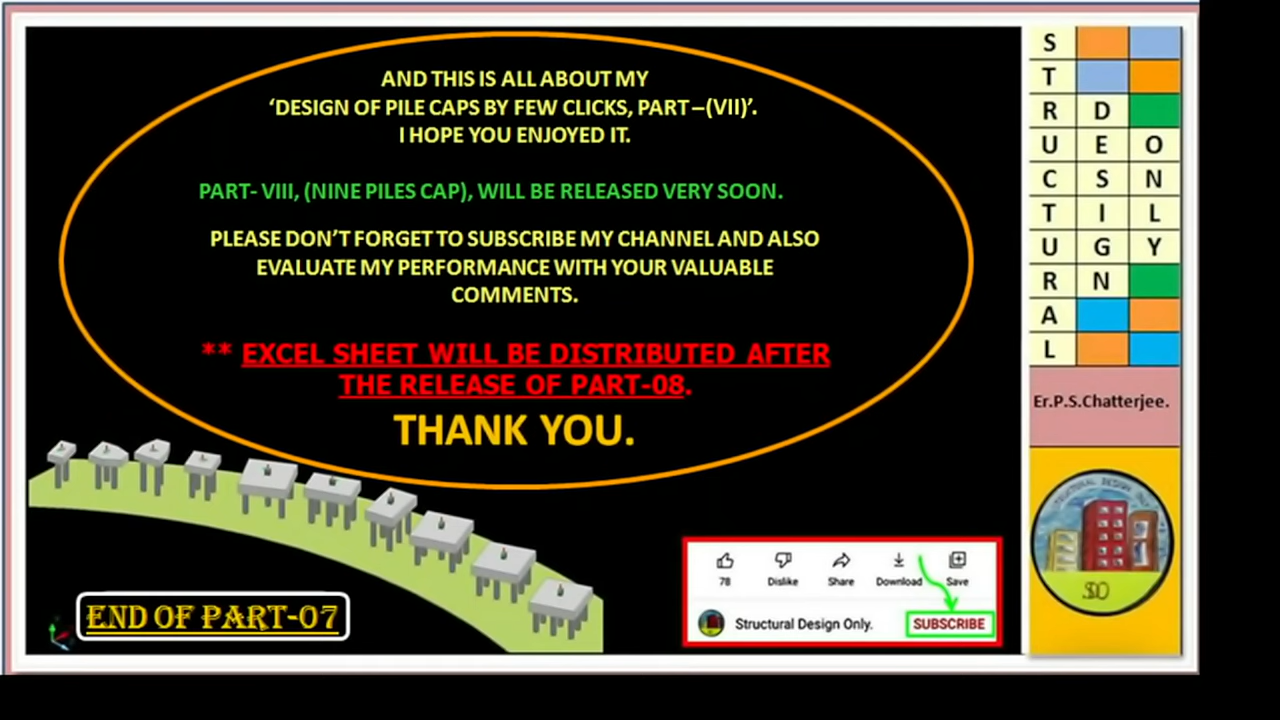 AND THIS IS ALL ABOUT MY
‘DESIGN OF PILE CAPS BY FEW CLICKS, PART –(VII)’.
I HOPE YOU ENJOYED IT.
PART- VIII, (NINE PILES CAP), WILL BE RELEASED VERY SOON.
PLEASE DON’T FORGET TO SUBSCRIBE MY CHANNEL AND ALSO
EVALUATE MY PERFORMANCE WITH YOUR VALUABLE
COMMENTS.
** EXCEL SHEET WILL BE DISTRIBUTED AFTER
THE RELEASE OF PART-08.
THANK YOU.
END OF PART-07
78 Dislike Share Download Save
Structural Design Only. SUBSCRIBE
STRUCTURAL
DESIGN
ONLY
Er.P.S.Chatterjee.
SDO